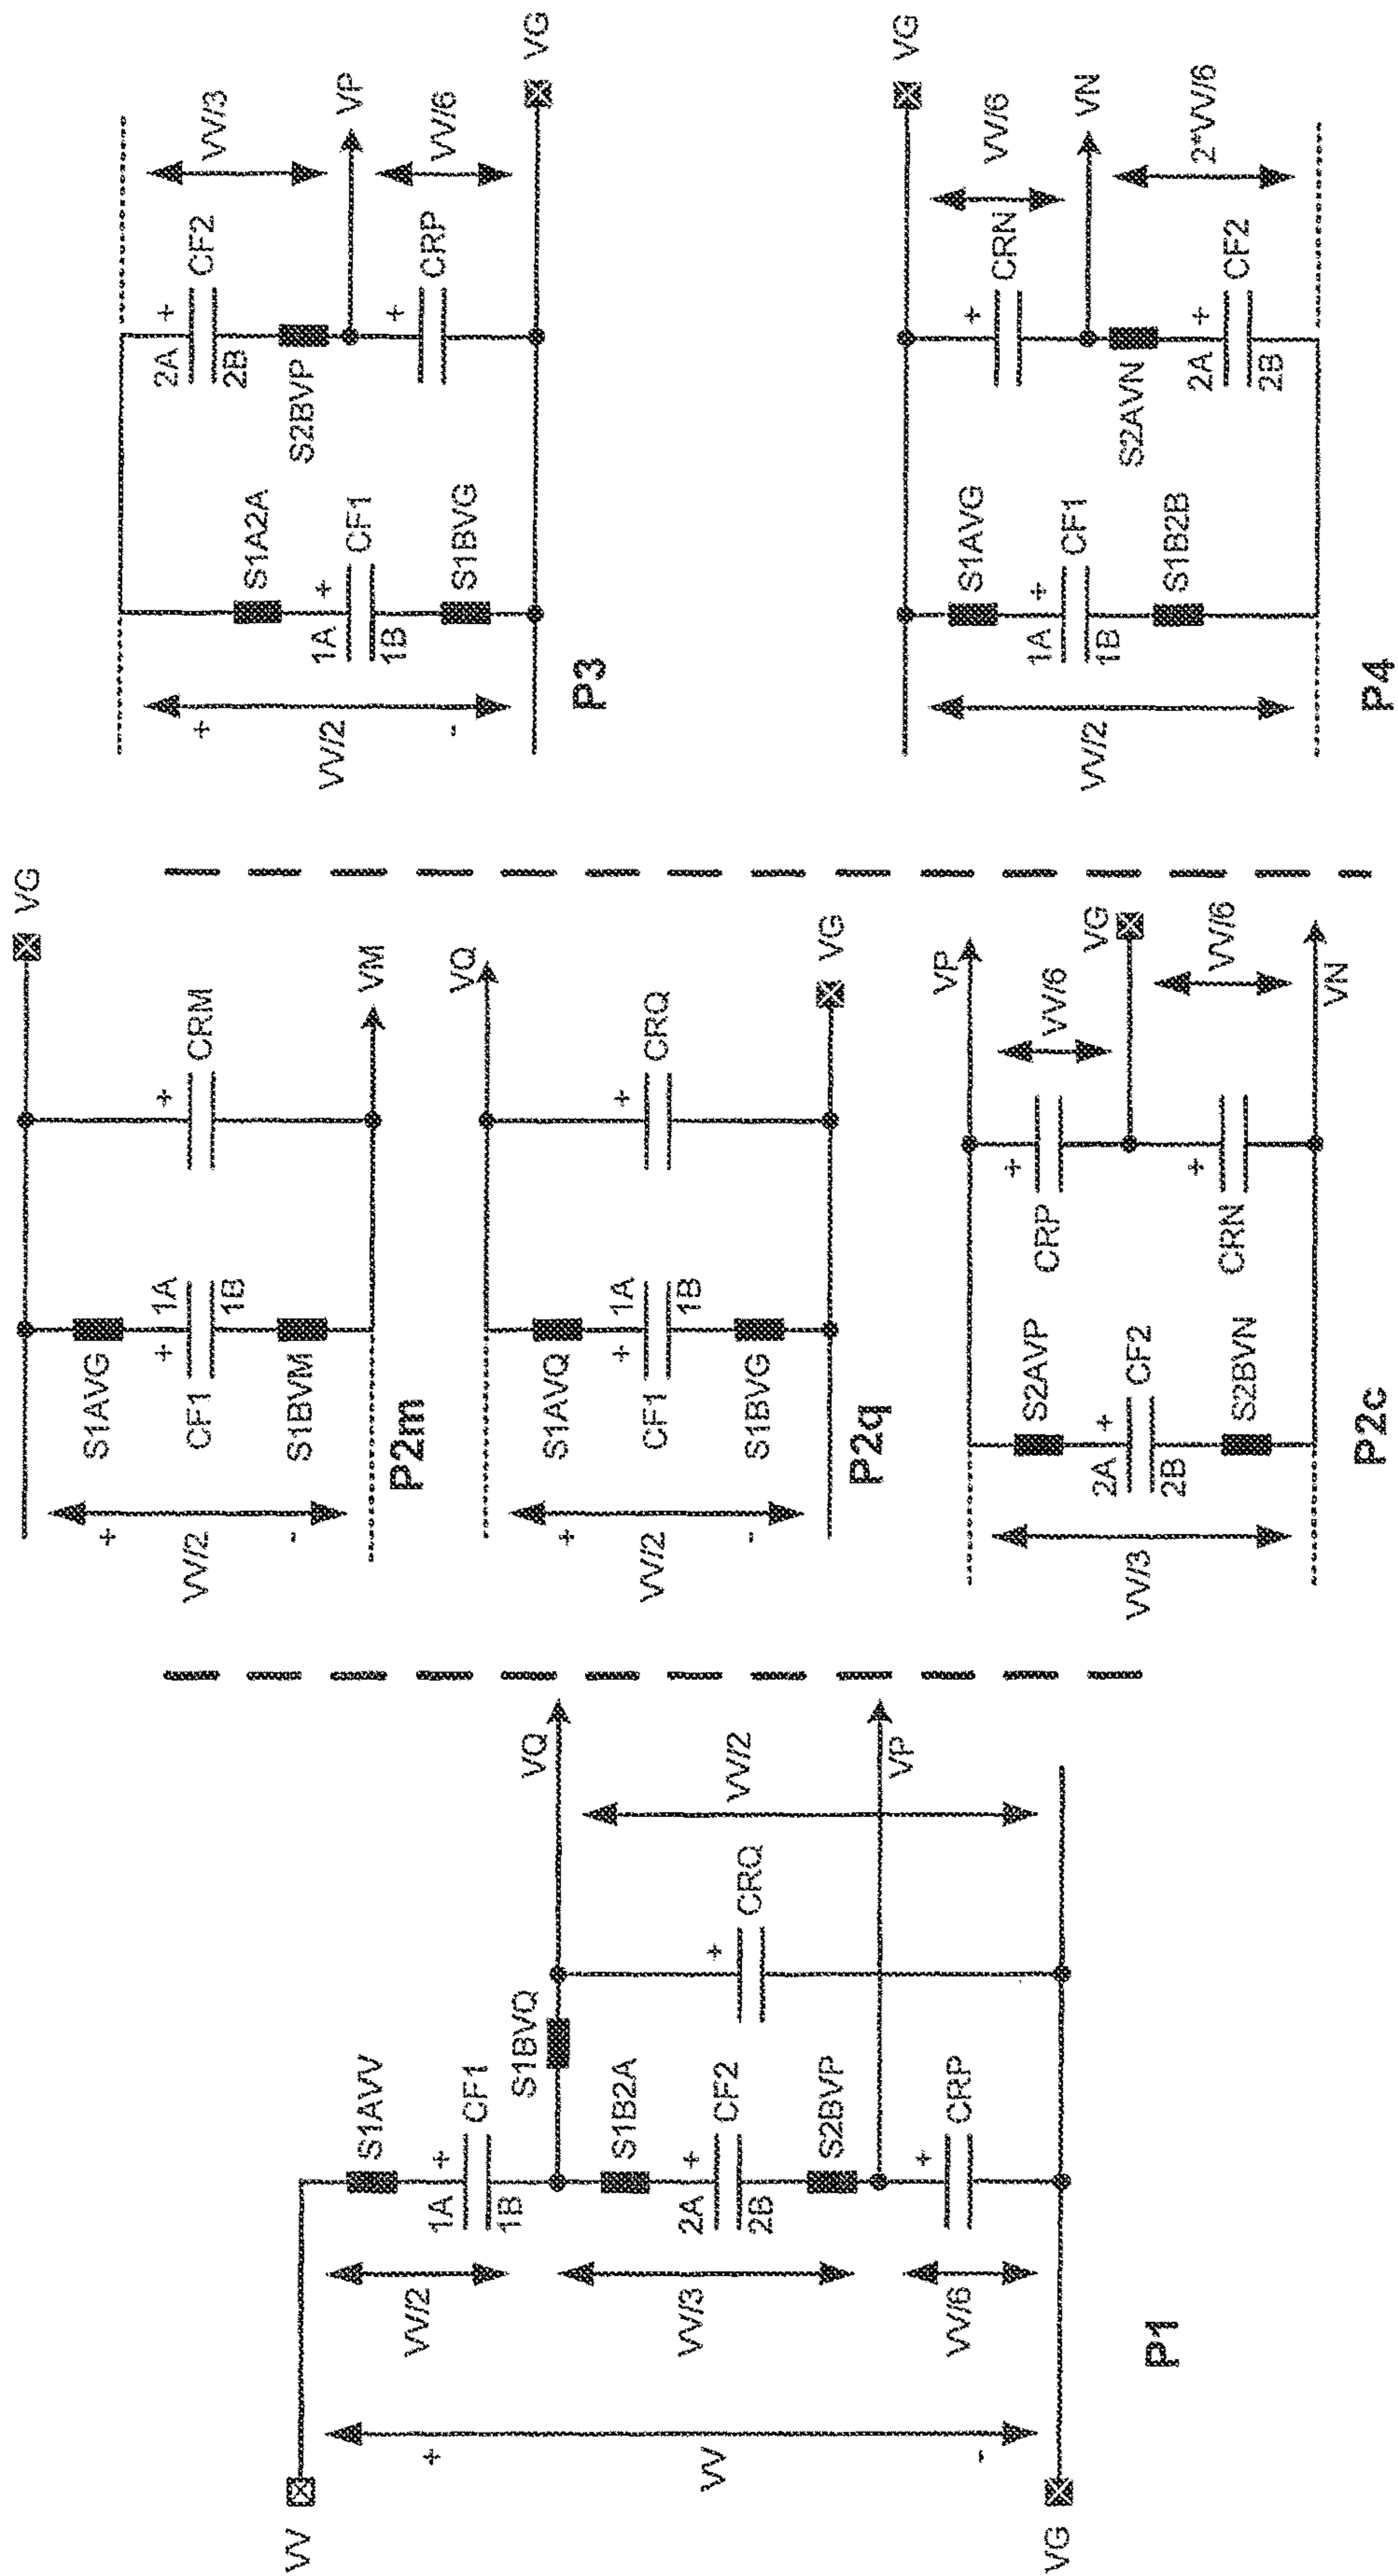 VV
VG
+
VV
-
VV/2
VV/3
VV/6
S1AVV
1A
+
CF1
1B
S1BVQ
S1B2A
2A
+
CF2
2B
S2BVP
+
CRP
+
CRQ
VQ
VV/2
VP
P1
+
VV/2
-
S1AVG
+
1A
CF1
1B
S1BVM
+
CRM
VG
VM
P2m
+
VV/2
-
S1AVQ
+
1A
CF1
1B
S1BVG
+
CRQ
VQ
VG
P2q
VV/3
S2AVP
2A
+
CF2
2B
S2BVN
+
CRP
+
CRN
VP
VV/6
VG
VV/6
VN
P2c
+
VV/2
-
S1A2A
1A
+
CF1
1B
S1BVG
2A
+
CF2
2B
S2BVP
+
CRP
VV/3
VP
VV/6
VG
P3
VV/2
S1AVG
1A
+
CF1
1B
S1B2B
+
CRN
S2AVN
2A
+
CF2
2B
VG
VV/6
VN
2*VV/6
P4